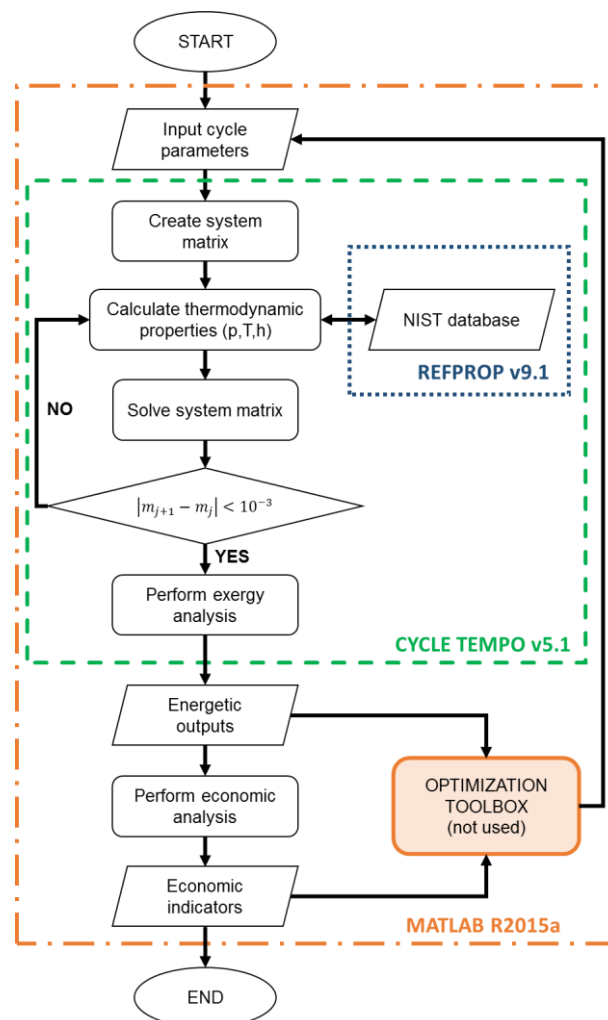 START
Input cycle
parameters
Create system
matrix
Calculate thermodynamic
properties (p,T,h)
NIST database
REFPROP v9.1
Solve system matrix
NO
|m_{j+1} − m_j| < 10^{-3}
YES
Perform exergy
analysis
CYCLE TEMPO v5.1
Energetic
outputs
Perform economic
analysis
OPTIMIZATION
TOOLBOX
(not used)
Economic
indicators
MATLAB R2015a
END